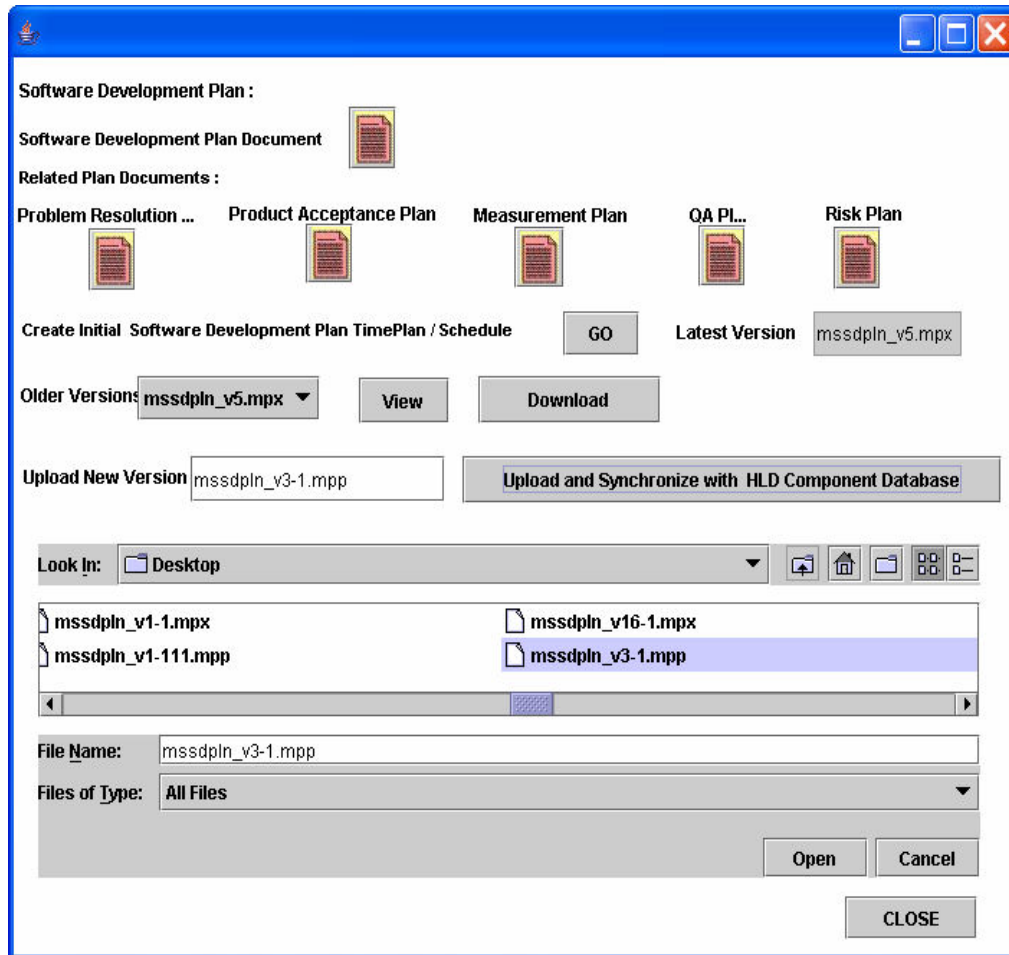 Software Development Plan :
Software Development Plan Document
Related Plan Documents :
Problem Resolution ... Product Acceptance Plan Measurement Plan QA Pl... Risk Plan
Create Initial Software Development Plan TimePlan / Schedule GO Latest Version mssdpln_v5.mpx
Older Versions mssdpln_v5.mpx View Download
Upload New Version mssdpln_v3-1.mpp Upload and Synchronize with HLD Component Database
Look In: Desktop
mssdpln_v1-1.mpx mssdpln_v16-1.mpx
mssdpln_v1-111.mpp mssdpln_v3-1.mpp
File Name: mssdpln_v3-1.mpp
Files of Type: All Files
Open Cancel
CLOSE